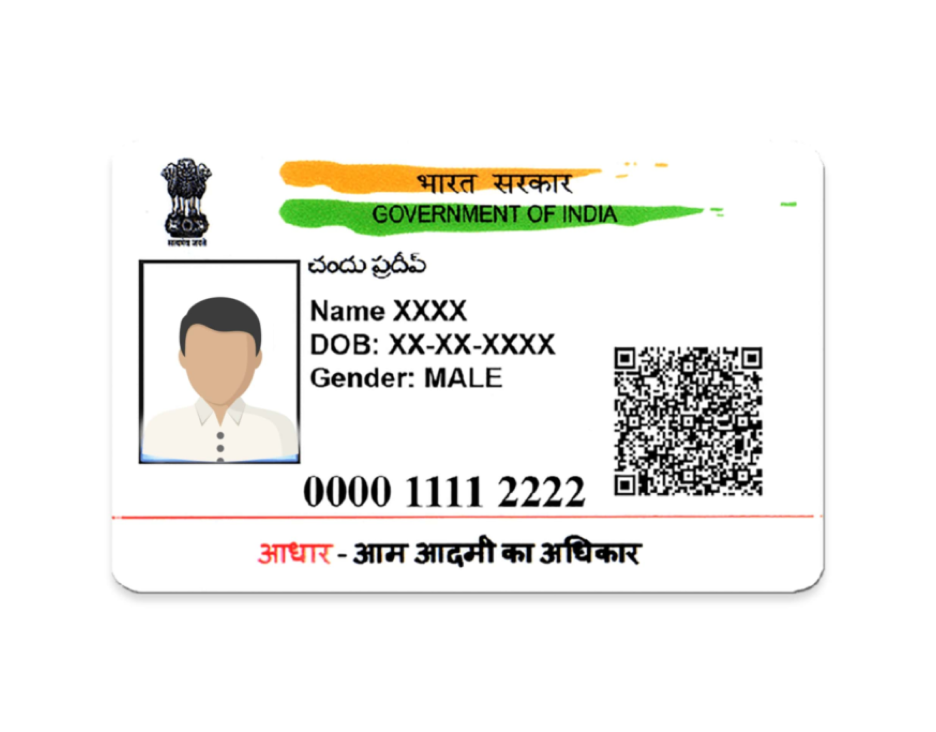 भारत सरकार
GOVERNMENT OF INDIA
सत्यमेव जयते
చందు ప్రదీప్
Name XXXX
DOB: XX-XX-XXXX
Gender: MALE
0000 1111 2222
आधार - आम आदमी का अधिकार